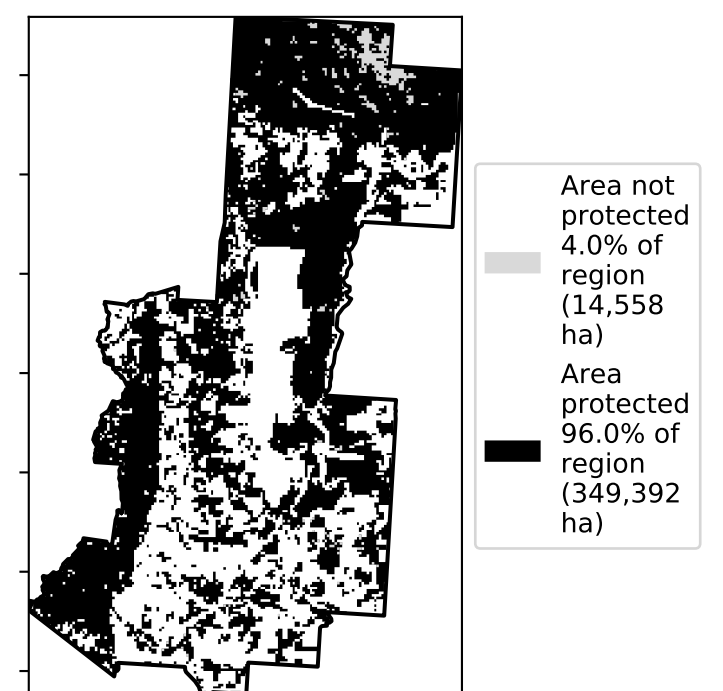 Area not
protected
4.0% of
region
(14,558
ha)
Area
protected
96.0% of
region
(349,392
ha)